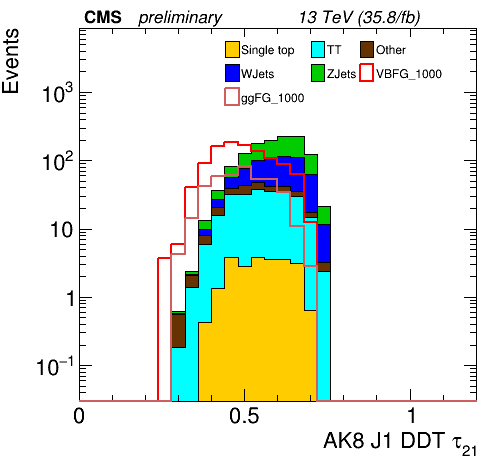 CMS preliminary 13 TeV (35.8/fb)
Events
Single top TT Other
WJets ZJets VBFG_1000
ggFG_1000
10³
10²
10
1
10⁻¹
0 0.5 1
AK8 J1 DDT τ₂₁